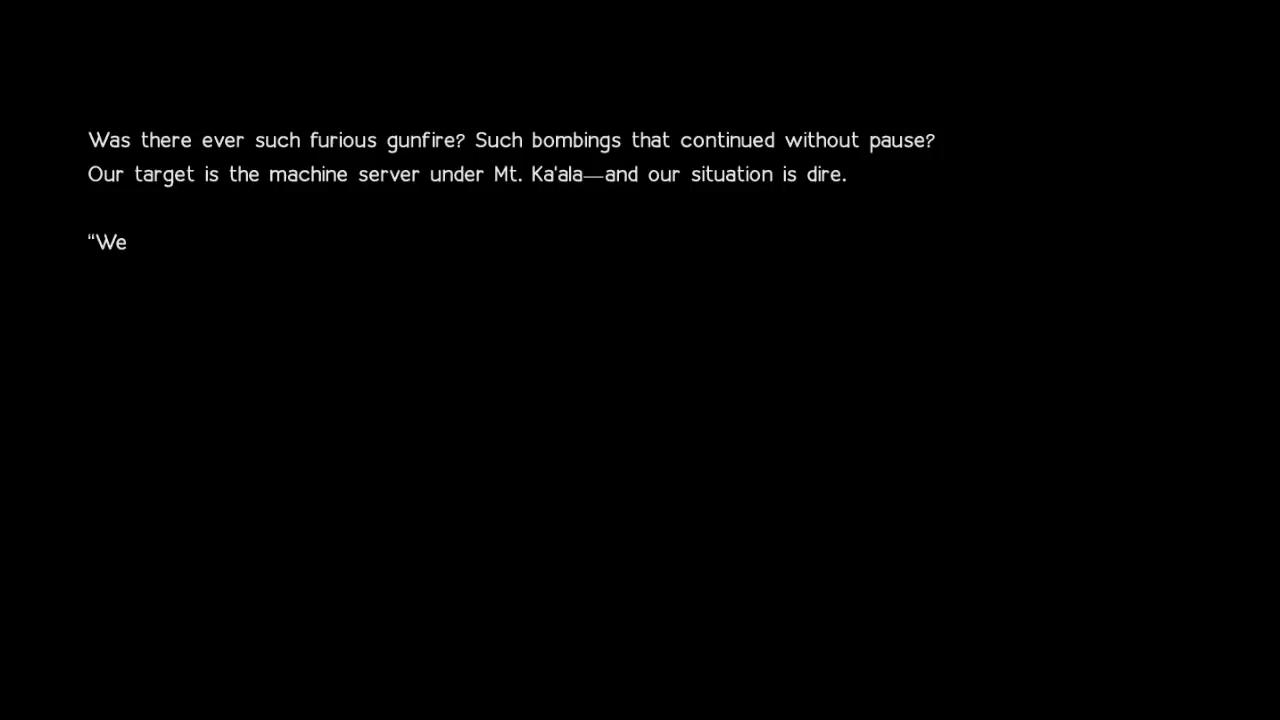 Was there ever such furious gunfire? Such bombings that continued without pause?
Our target is the machine server under Mt. Ka'ala—and our situation is dire.
“We